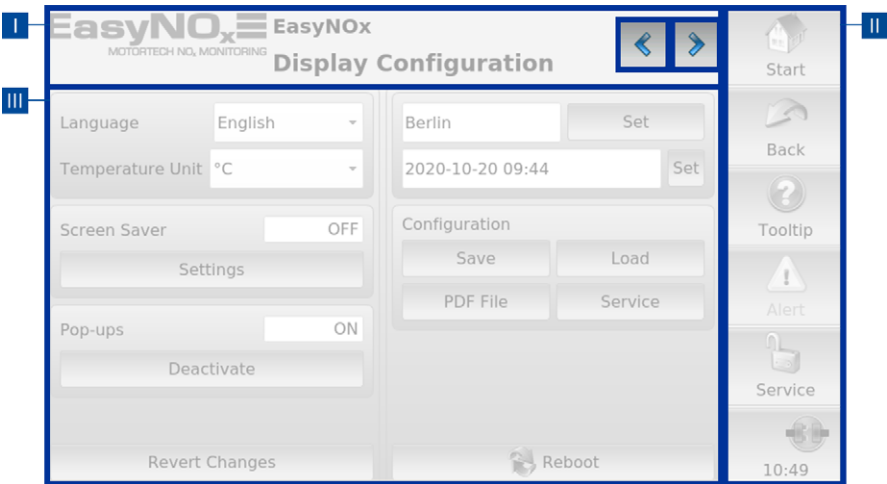 I
II
III
EasyNOx
MOTORTECH NOx MONITORING
EasyNOx
Display Configuration
Language
English
Temperature Unit
°C
Screen Saver
OFF
Settings
Pop-ups
ON
Deactivate
Revert Changes
Berlin
Set
2020-10-20 09:44
Set
Configuration
Save
Load
PDF File
Service
Reboot
Start
Back
Tooltip
Alert
Service
10:49